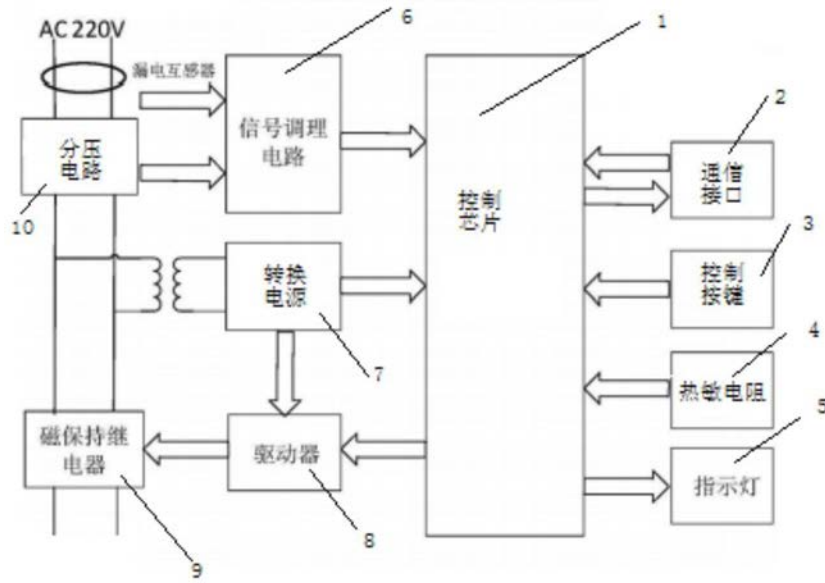 AC 220V
6
1
漏电互感器
信号调理
电路
2
分压
电路
通信
接口
10
控制
芯片
3
转换
电源
控制
按键
7
4
热敏电阻
5
磁保持继
电器
驱动器
指示灯
8
9